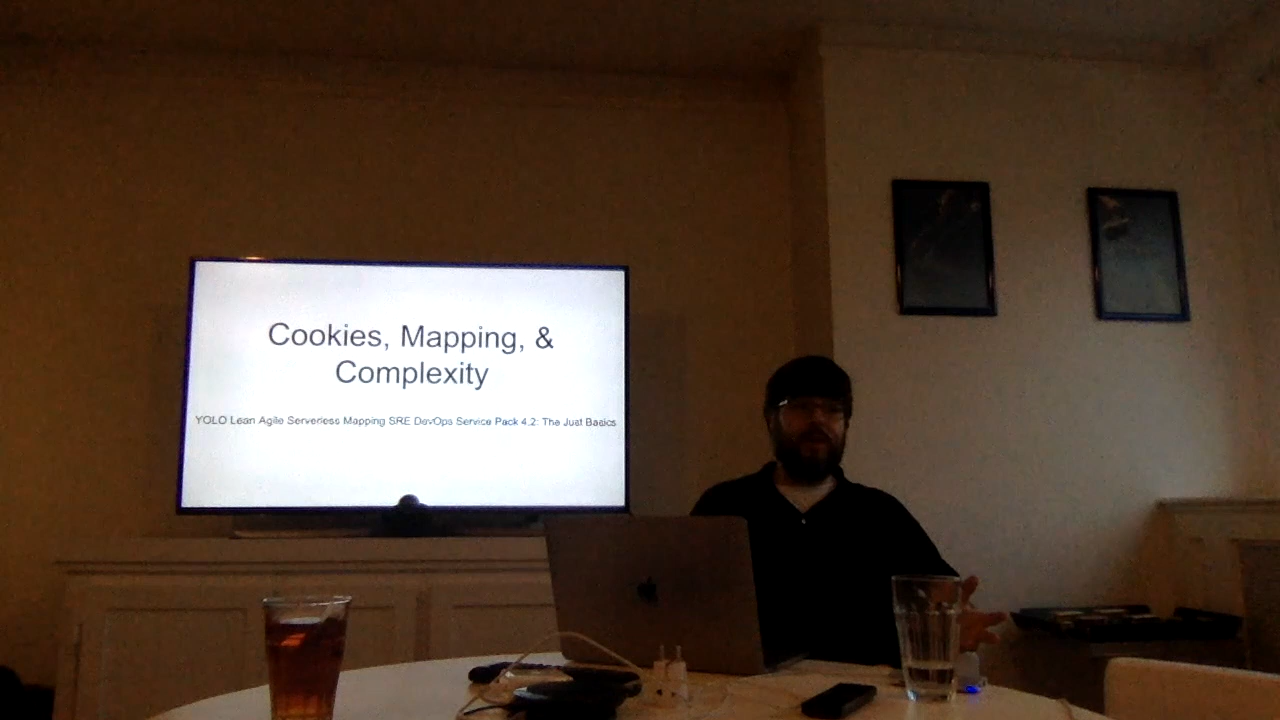 Cookies, Mapping, &
Complexity
YOLO Lean Agile Serverless Mapping SRE DevOps Service Pack 4.2: The Just Basics